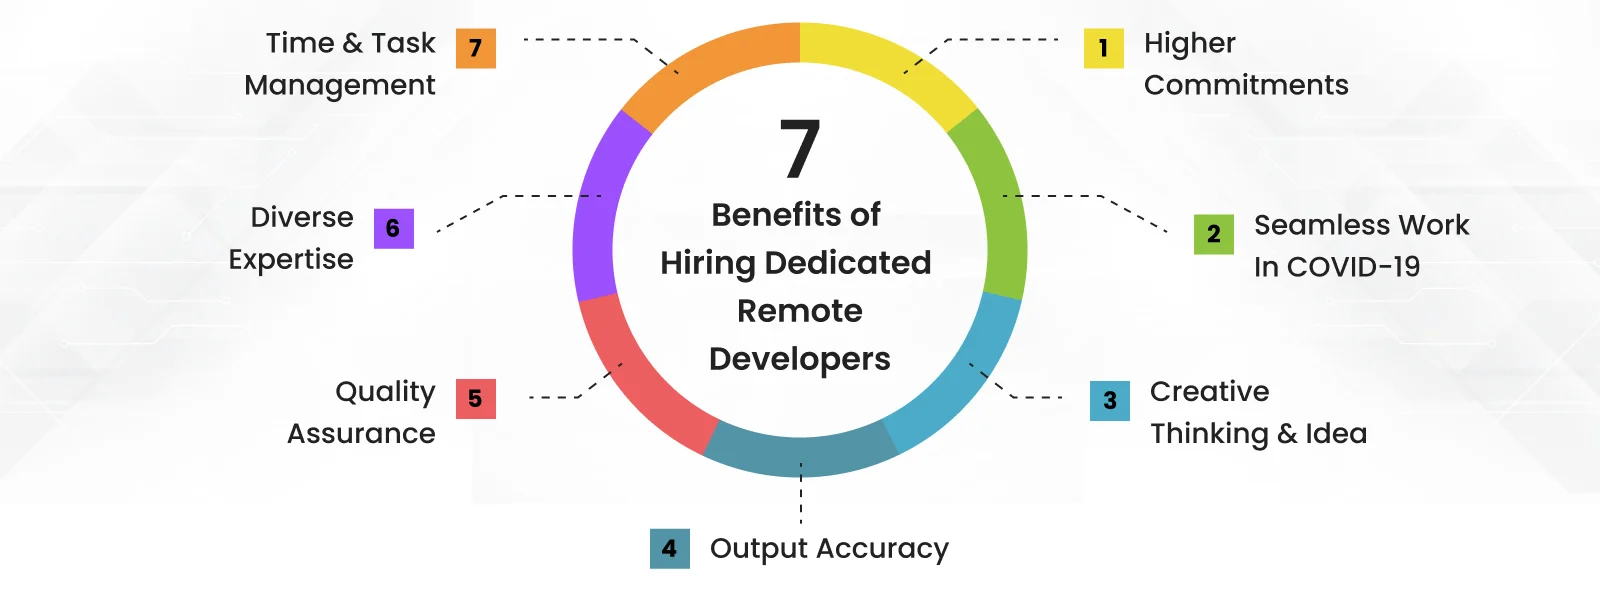 7
Benefits of
Hiring Dedicated
Remote
Developers
1
Higher
Commitments
2
Seamless Work
In COVID-19
3
Creative
Thinking & Idea
4
Output Accuracy
5
Quality
Assurance
6
Diverse
Expertise
7
Time & Task
Management